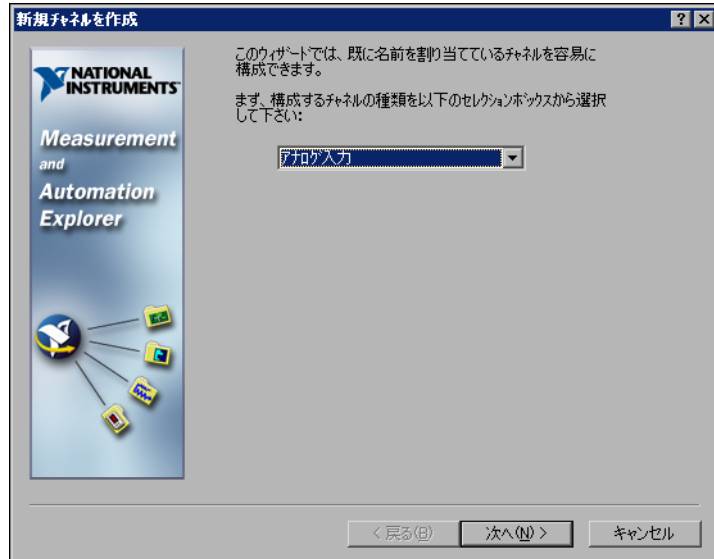 新規ﾁｬﾈﾙを作成
このｳｨｻﾞｰﾄﾞでは、既に名前を割り当てているﾁｬﾈﾙを容易に
構成できます。
まず、構成するﾁｬﾈﾙの種類を以下のｾﾚｸｼｮﾝﾎﾞｯｸｽから選択
して下さい:
ｱﾅﾛｸﾞ入力
NATIONAL
INSTRUMENTS™
Measurement
and
Automation
Explorer
< 戻る(B)
次へ(N) >
キャンセル